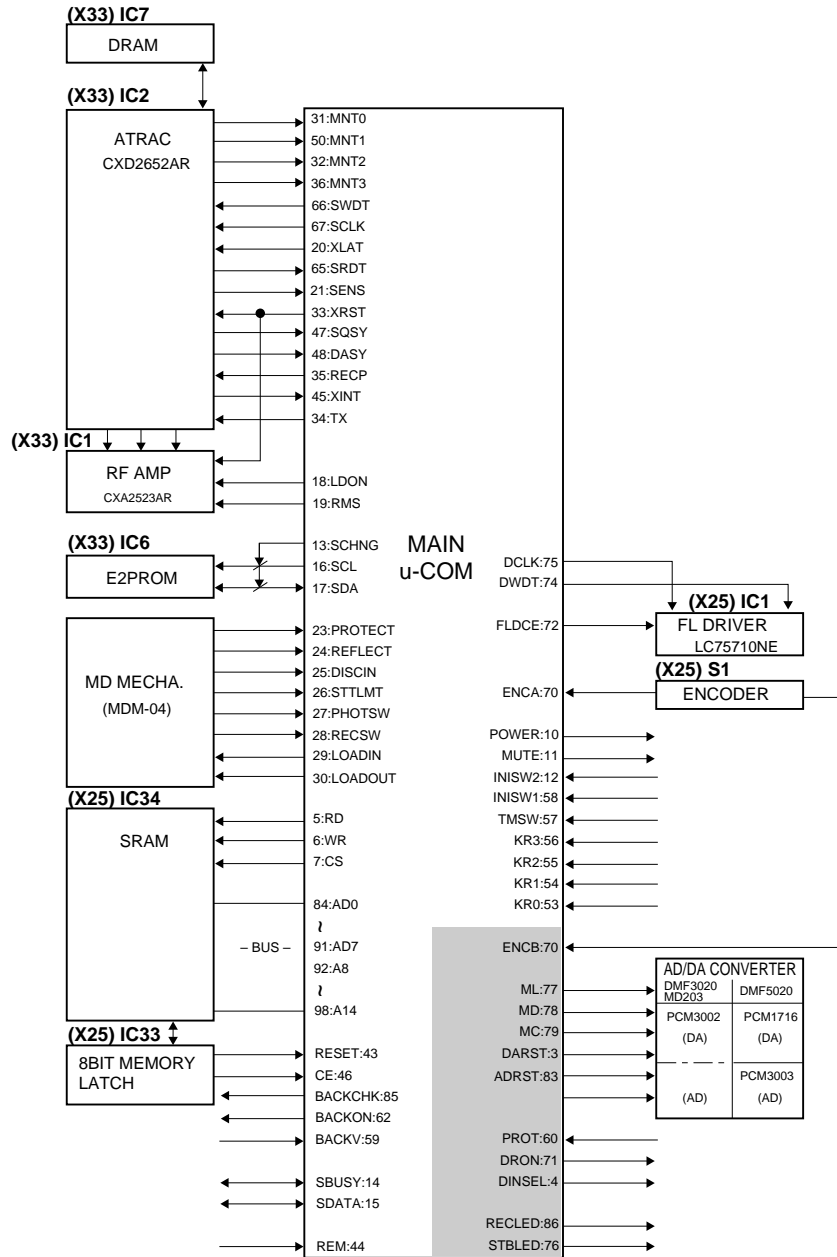 (X33) IC7
DRAM
(X33) IC2
ATRAC
CXD2652AR
31:MNT0
50:MNT1
32:MNT2
36:MNT3
66:SWDT
67:SCLK
20:XLAT
65:SRDT
21:SENS
33:XRST
47:SQSY
48:DASY
35:RECP
45:XINT
34:TX
(X33) IC1
RF AMP
CXA2523AR
18:LDON
19:RMS
(X33) IC6
E2PROM
13:SCHNG
16:SCL
17:SDA
MAIN
u-COM
DCLK:75
DWDT:74
FLDCE:72
(X25) IC1
FL DRIVER
LC75710NE
(X25) S1
ENCODER
ENCA:70
MD MECHA.
(MDM-04)
23:PROTECT
24:REFLECT
25:DISCIN
26:STTLMT
27:PHOTSW
28:RECSW
29:LOADIN
30:LOADOUT
POWER:10
MUTE:11
INISW2:12
INISW1:58
TMSW:57
KR3:56
KR2:55
KR1:54
KR0:53
(X25) IC34
SRAM
5:RD
6:WR
7:CS
84:AD0
~
– BUS –
91:AD7
92:A8
~
98:A14
ENCB:70
ML:77
MD:78
MC:79
DARST:3
ADRST:83
AD/DA CONVERTER
DMF3020
MD203
DMF5020
PCM3002
(DA)
PCM1716
(DA)
(AD)
PCM3003
(AD)
(X25) IC33
8BIT MEMORY
LATCH
RESET:43
CE:46
BACKCHK:85
BACKON:62
BACKV:59
SBUSY:14
SDATA:15
REM:44
PROT:60
DRON:71
DINSEL:4
RECLED:86
STBLED:76